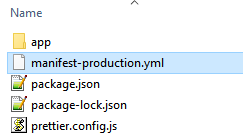 Name
app
manifest-production.yml
package.json
package-lock.json
prettier.config.js